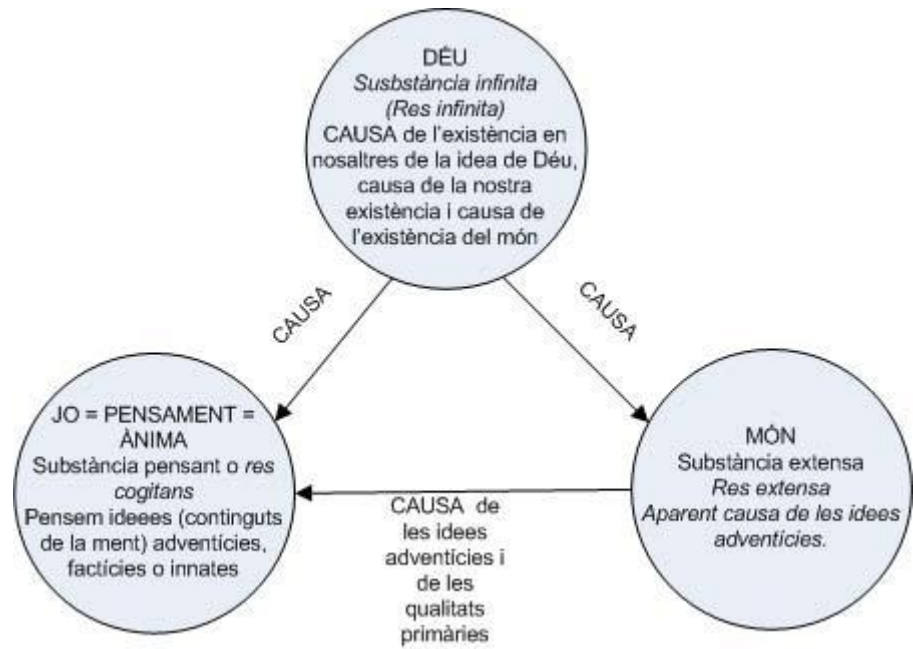 DÉU
Susbstància infinita
(Res infinita)
CAUSA de l'existència en
nosaltres de la idea de Déu,
causa de la nostra
existència i causa de
l'existència del món
CAUSA
CAUSA
JO = PENSAMENT =
ÀNIMA
Substància pensant o res
cogitans
Pensem ideees (continguts
de la ment) adventícies,
factícies o innates
CAUSA de
les idees
adventícies i
de les
qualitats
primàries
MÓN
Substància extensa
Res extensa
Aparent causa de les idees
adventícies.